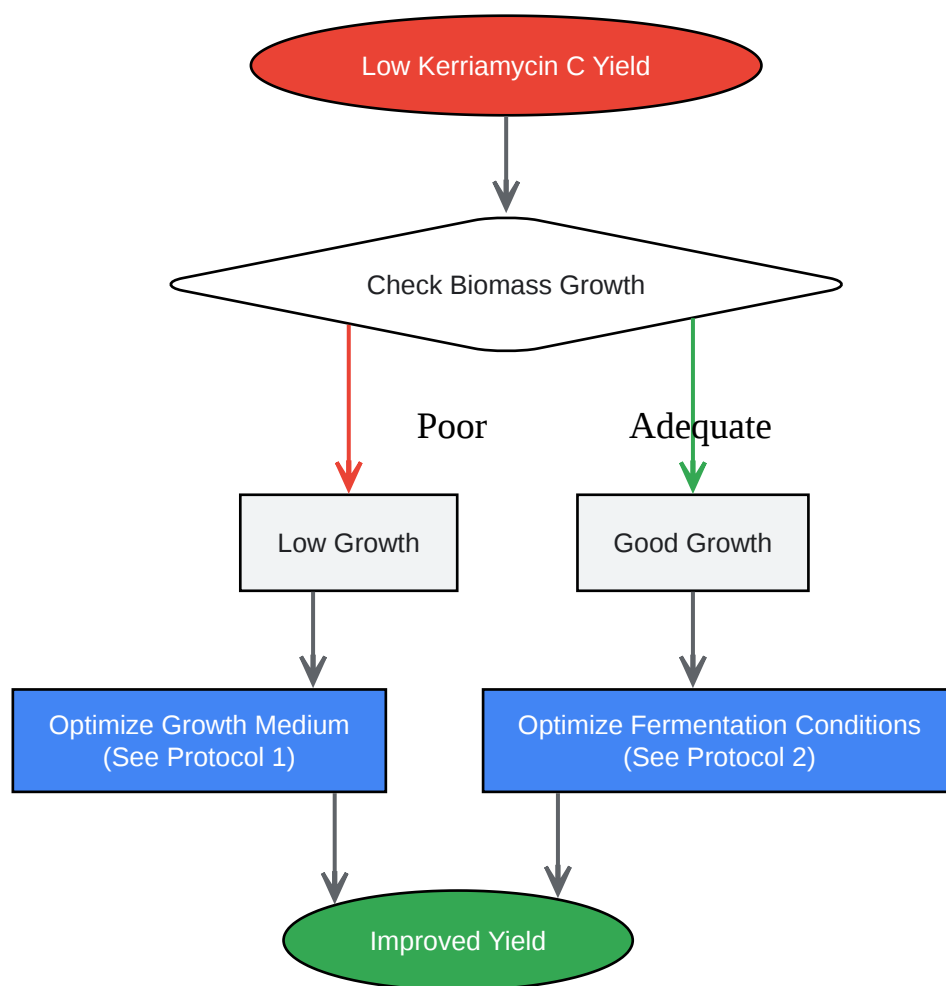 Low Kerriamycin C Yield
Check Biomass Growth
Poor
Adequate
Low Growth
Good Growth
Optimize Growth Medium
(See Protocol 1)
Optimize Fermentation Conditions
(See Protocol 2)
Improved Yield